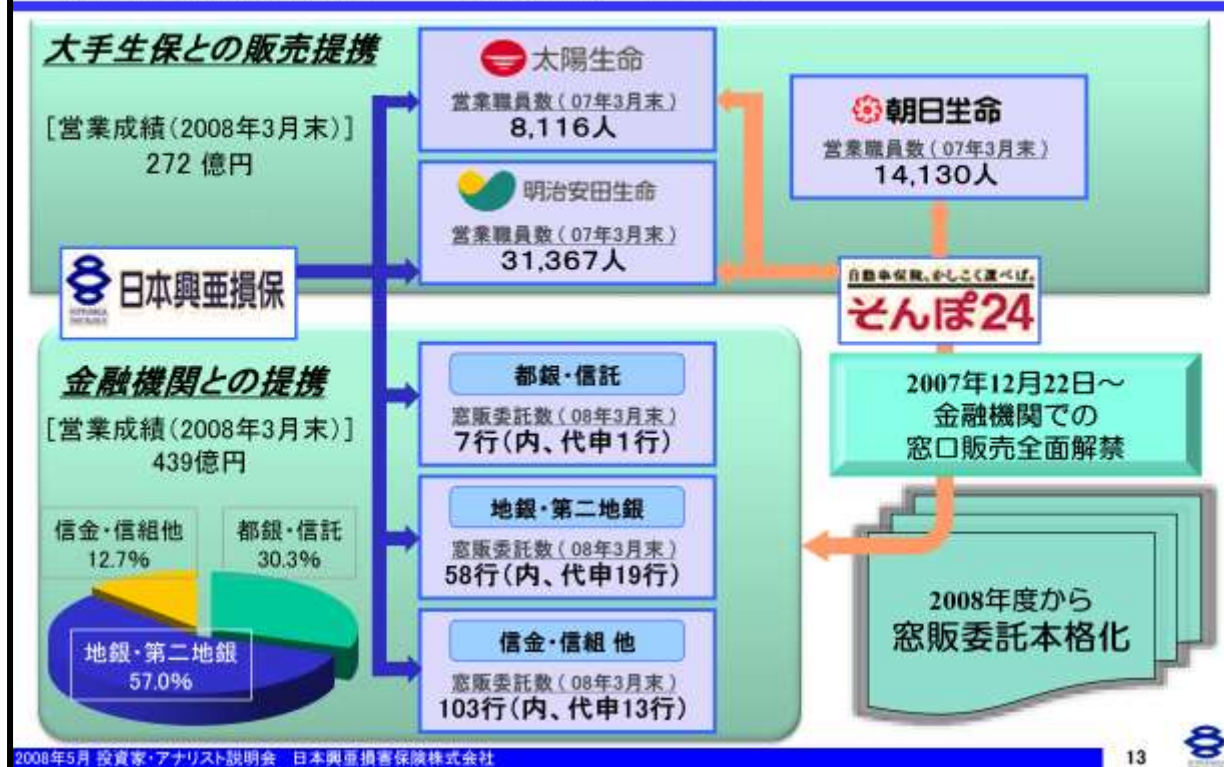 大手生保との販売提携
[営業成績(2008年3月末)]
272 億円
太陽生命
営業職員数(07年3月末)
8,116人
明治安田生命
営業職員数(07年3月末)
31,367人
朝日生命
営業職員数(07年3月末)
14,130人
日本興亜損保
自動車保険、かしこく選べば。
そんぽ24
金融機関との提携
[営業成績(2008年3月末)]
439億円
信金・信組他
12.7%
都銀・信託
30.3%
地銀・第二地銀
57.0%
都銀・信託
窓販委託数(08年3月末)
7行(内、代申1行)
地銀・第二地銀
窓販委託数(08年3月末)
58行(内、代申19行)
信金・信組 他
窓販委託数(08年3月末)
103行(内、代申13行)
2007年12月22日～
金融機関での
窓口販売全面解禁
2008年度から
窓販委託本格化
2008年5月 投資家・アナリスト説明会 日本興亜損害保険株式会社
13